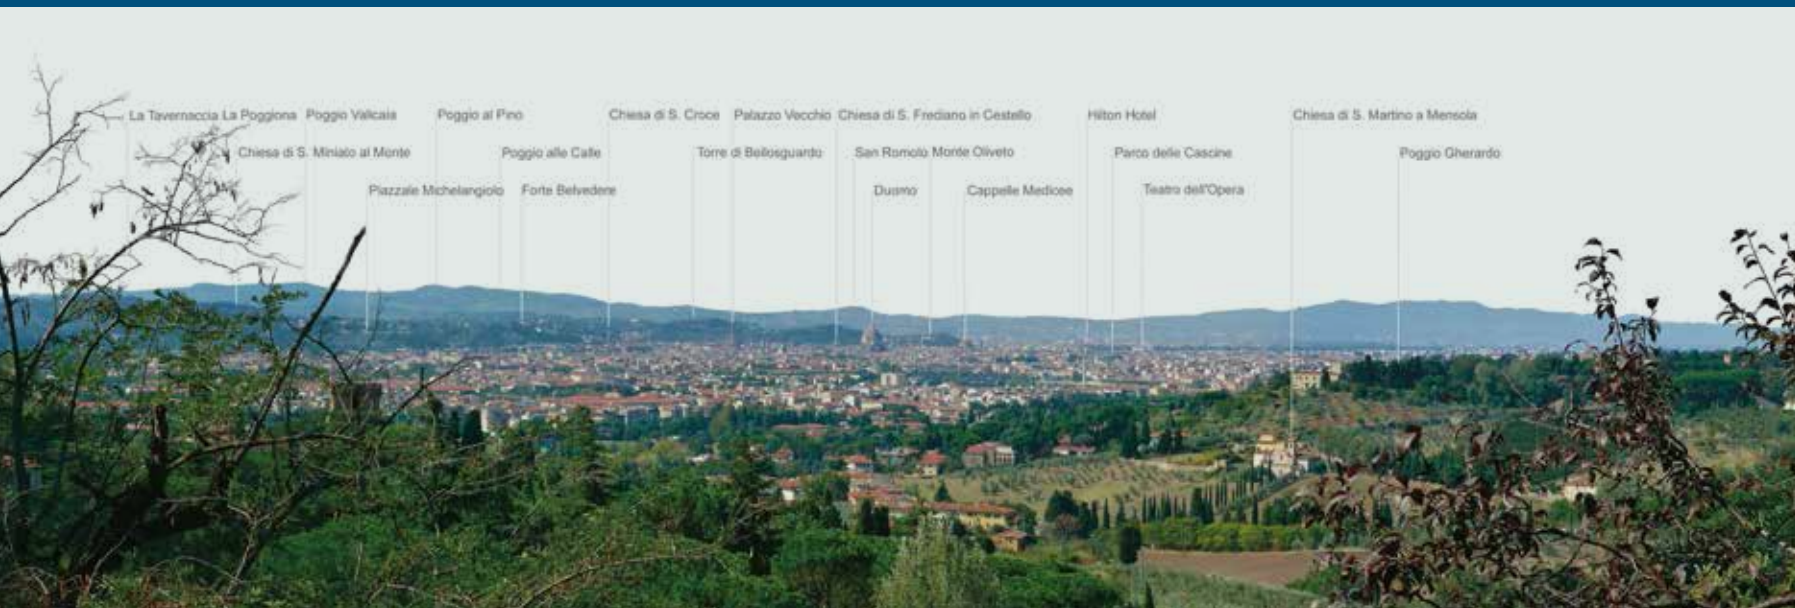 La Tavernaccia La Poggiona Poggio Valicaia Poggio al Pino Chiesa di S. Croce Palazzo Vecchio Chiesa di S. Frediano in Cestello Hilton Hotel Chiesa di S. Martino a Mensola
Chiesa di S. Miniato al Monte Poggio alle Calle Torre di Bellosguardo San Romolo Monte Oliveto Parco delle Cascine Poggio Gherardo
Piazzale Michelangiolo Forte Belvedere Duomo Cappelle Medicee Teatro dell'Opera